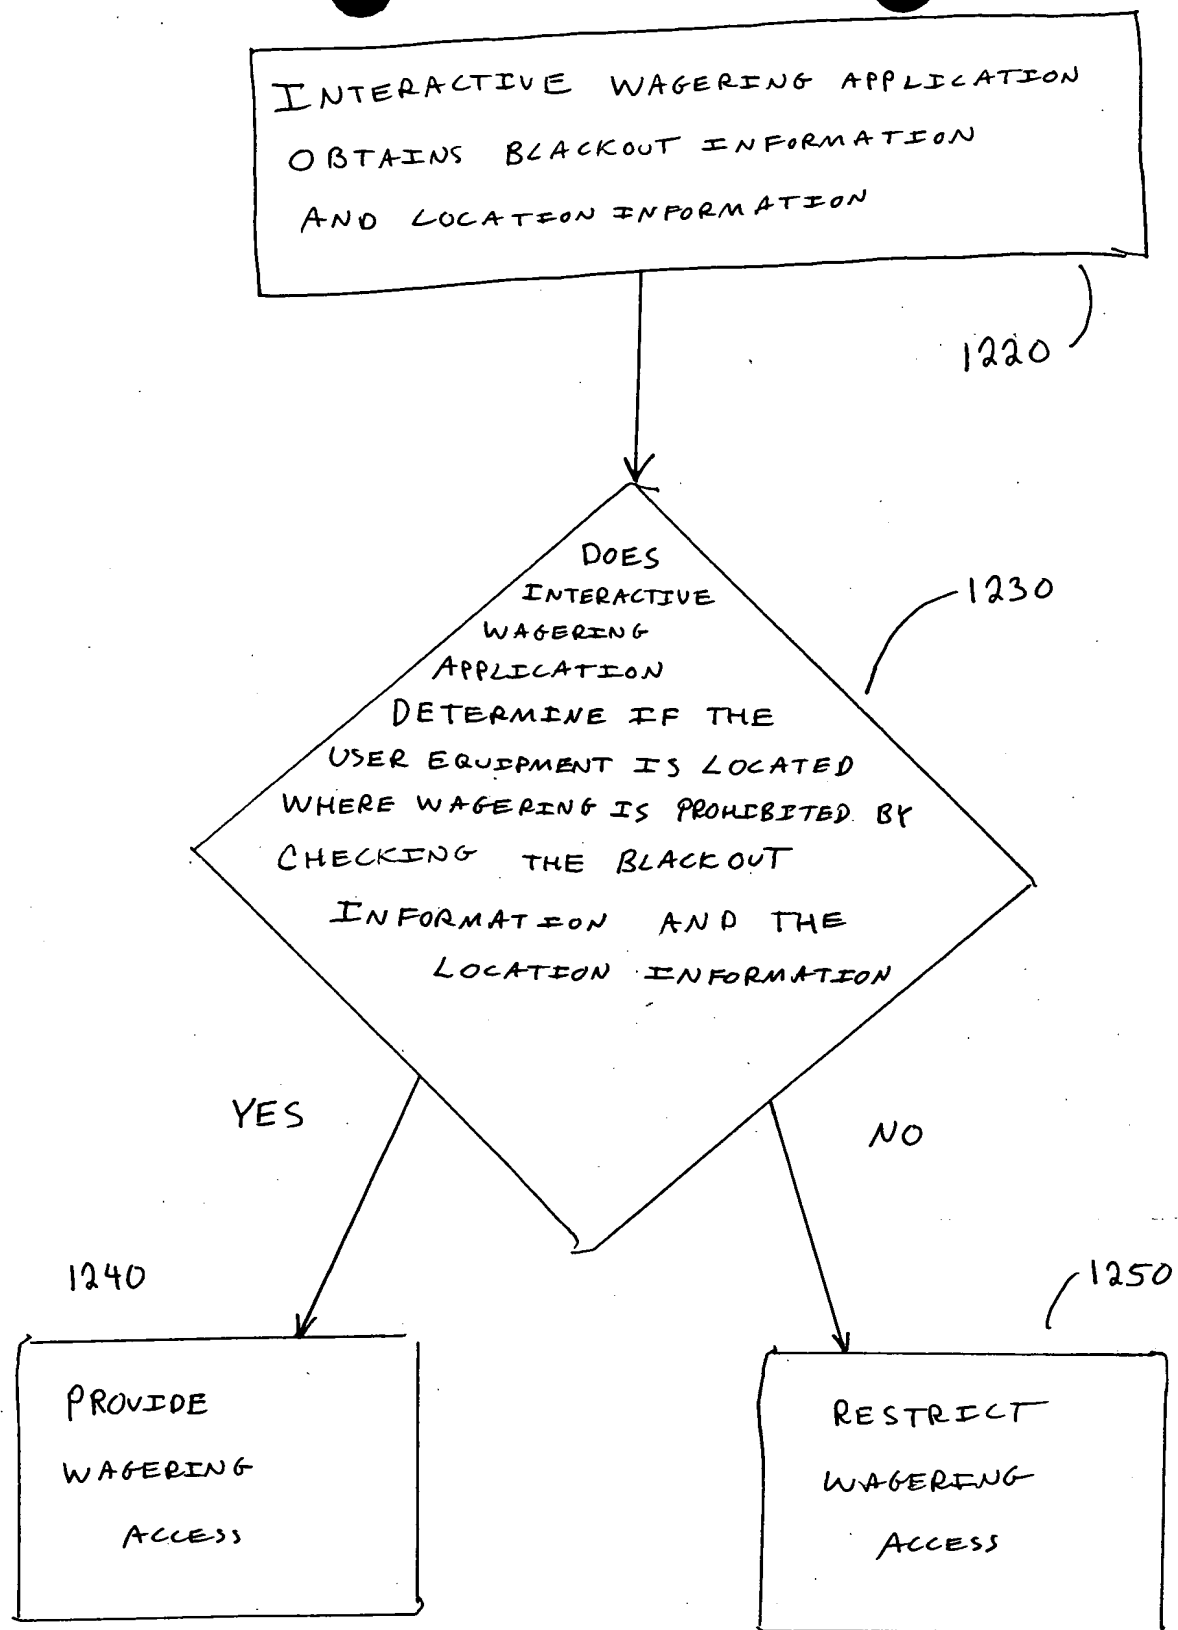 INTERACTIVE WAGERING APPLICATION
OBTAINS BLACKOUT INFORMATION
AND LOCATION INFORMATION
1220
DOES
INTERACTIVE
WAGERING
APPLICATION
DETERMINE IF THE
USER EQUIPMENT IS LOCATED
WHERE WAGERING IS PROHIBITED BY
CHECKING THE BLACKOUT
INFORMATION AND THE
LOCATION INFORMATION
1230
YES
NO
1240
1250
PROVIDE
WAGERING
ACCESS
RESTRICT
WAGERING
ACCESS